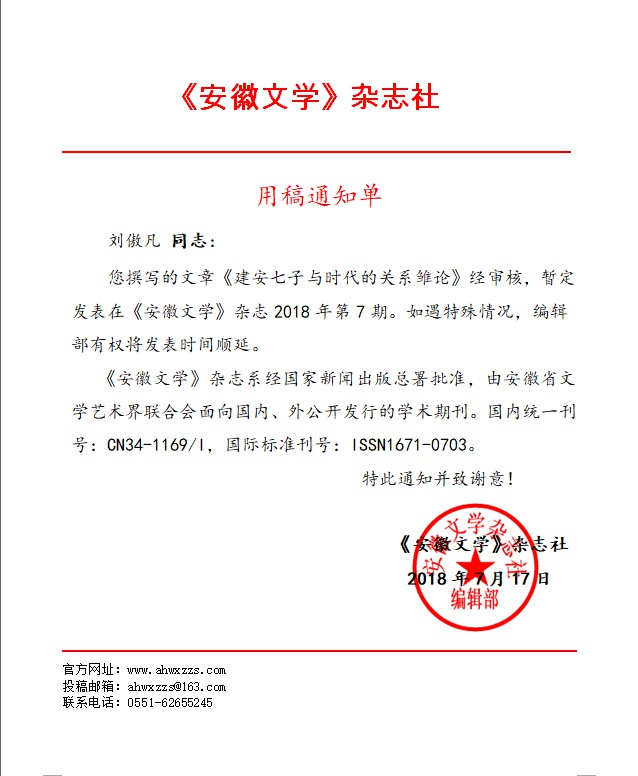 《安徽文学》杂志社
用稿通知单
刘傲凡 同志：
您撰写的文章《建安七子与时代的关系雏论》经审核，暂定
发表在《安徽文学》杂志 2018 年第 7 期。如遇特殊情况，编辑
部有权将发表时间顺延。
《安徽文学》杂志系经国家新闻出版总署批准，由安徽省文
学艺术界联合会面向国内、外公开发行的学术期刊。国内统一刊
号：CN34-1169/I，国际标准刊号：ISSN1671-0703。
特此通知并致谢意！
《安徽文学》杂志社
2018 年 7 月 17 日
安徽文学杂志社
编辑部
官方网址：www.ahwxzzs.com
投稿邮箱：ahwxzzs@163.com
联系电话：0551-62655245